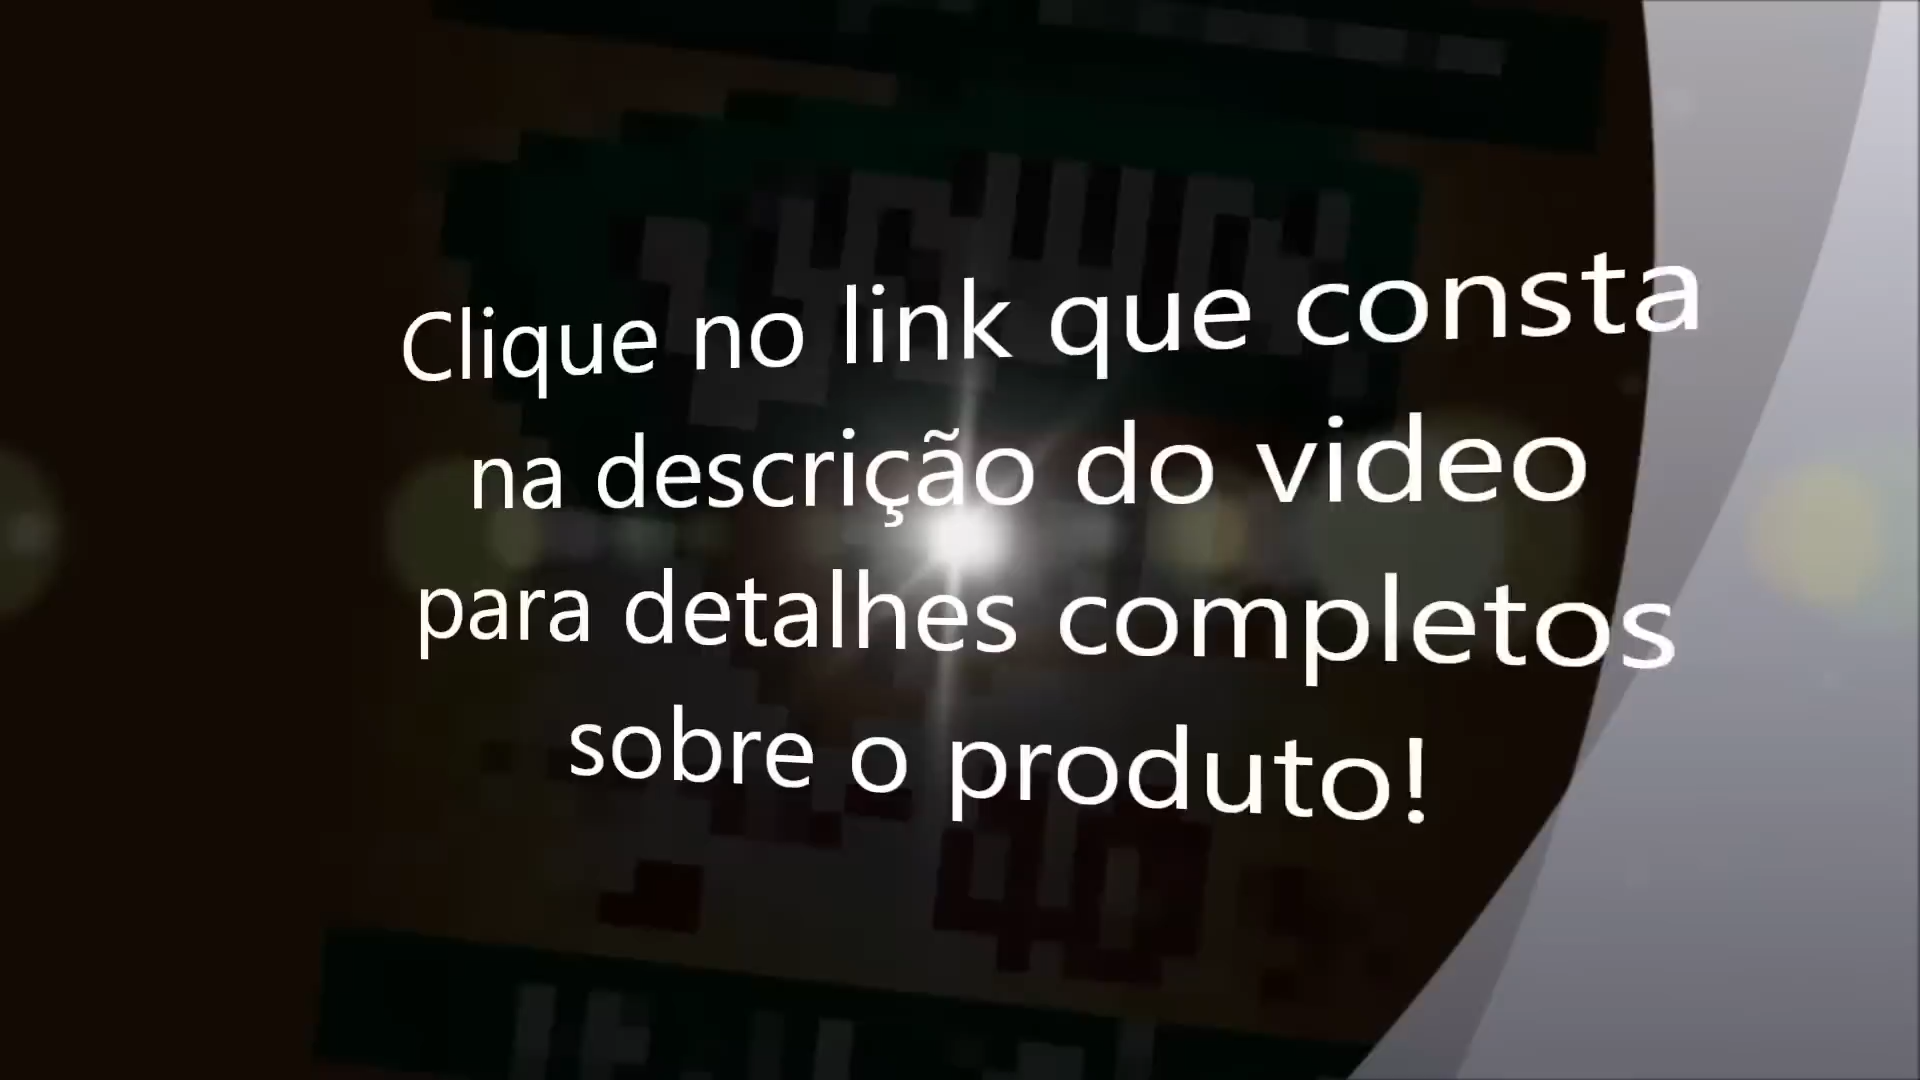 Clique no link que consta
na descrição do video
para detalhes completos
sobre o produto!